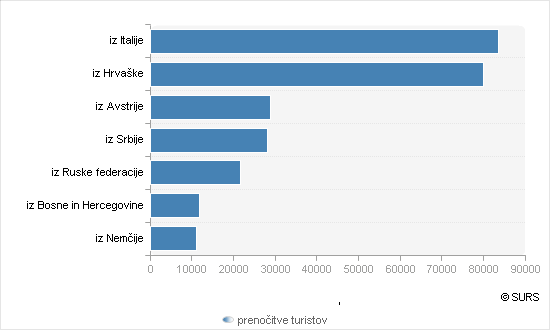 iz Italije
iz Hrvaške
iz Avstrije
iz Srbije
iz Ruske federacije
iz Bosne in Hercegovine
iz Nemčije
0 10000 20000 30000 40000 50000 60000 70000 80000 90000
© SURS
prenočitve turistov